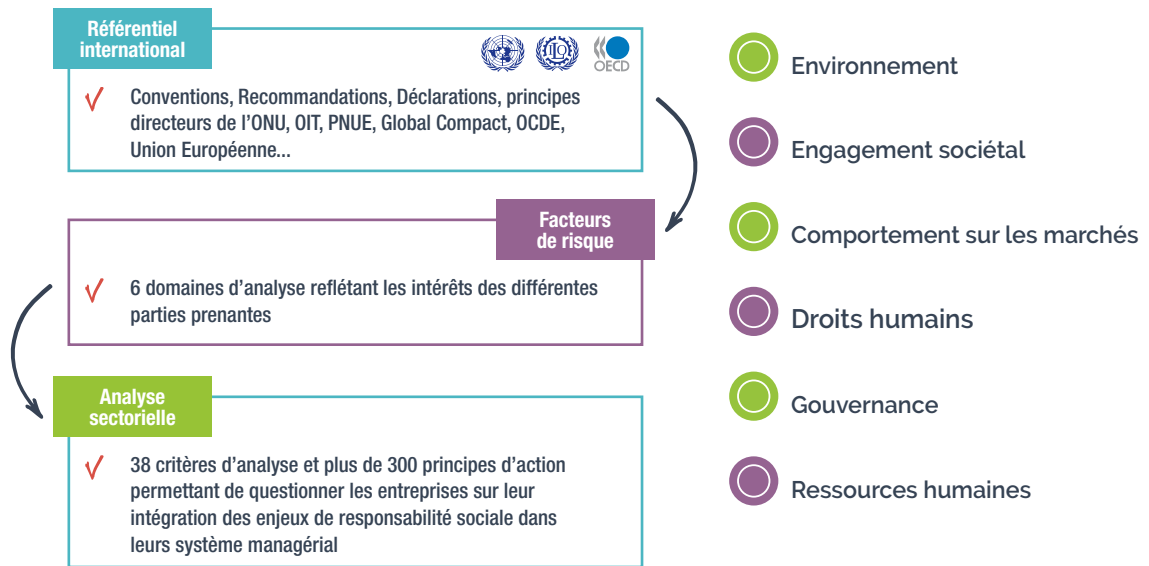 Référentiel
international
ILO
OECD
Conventions, Recommandations, Déclarations, principes
directeurs de l'ONU, OIT, PNUE, Global Compact, OCDE,
Union Européenne...
Facteurs
de risque
6 domaines d'analyse reflétant les intérêts des différentes
parties prenantes
Analyse
sectorielle
38 critères d'analyse et plus de 300 principes d'action
permettant de questionner les entreprises sur leur
intégration des enjeux de responsabilité sociale dans
leurs système managérial
Environnement
Engagement sociétal
Comportement sur les marchés
Droits humains
Gouvernance
Ressources humaines